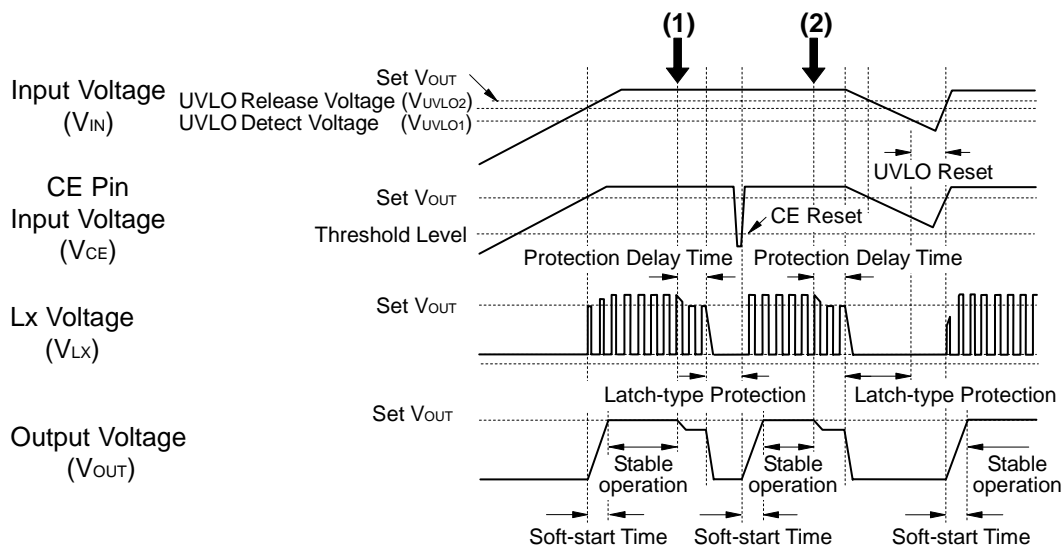 (1)
(2)
Input Voltage
(VIN)
Set VOUT
UVLO Release Voltage (VUVLO2)
UVLO Detect Voltage (VUVLO1)
UVLO Reset
CE Pin
Input Voltage
(VCE)
Set VOUT
Threshold Level
CE Reset
Protection Delay Time
Protection Delay Time
Lx Voltage
(VLX)
Set VOUT
Latch-type Protection
Latch-type Protection
Output Voltage
(VOUT)
Set VOUT
Stable
operation
Stable
operation
Stable
operation
Soft-start Time
Soft-start Time
Soft-start Time